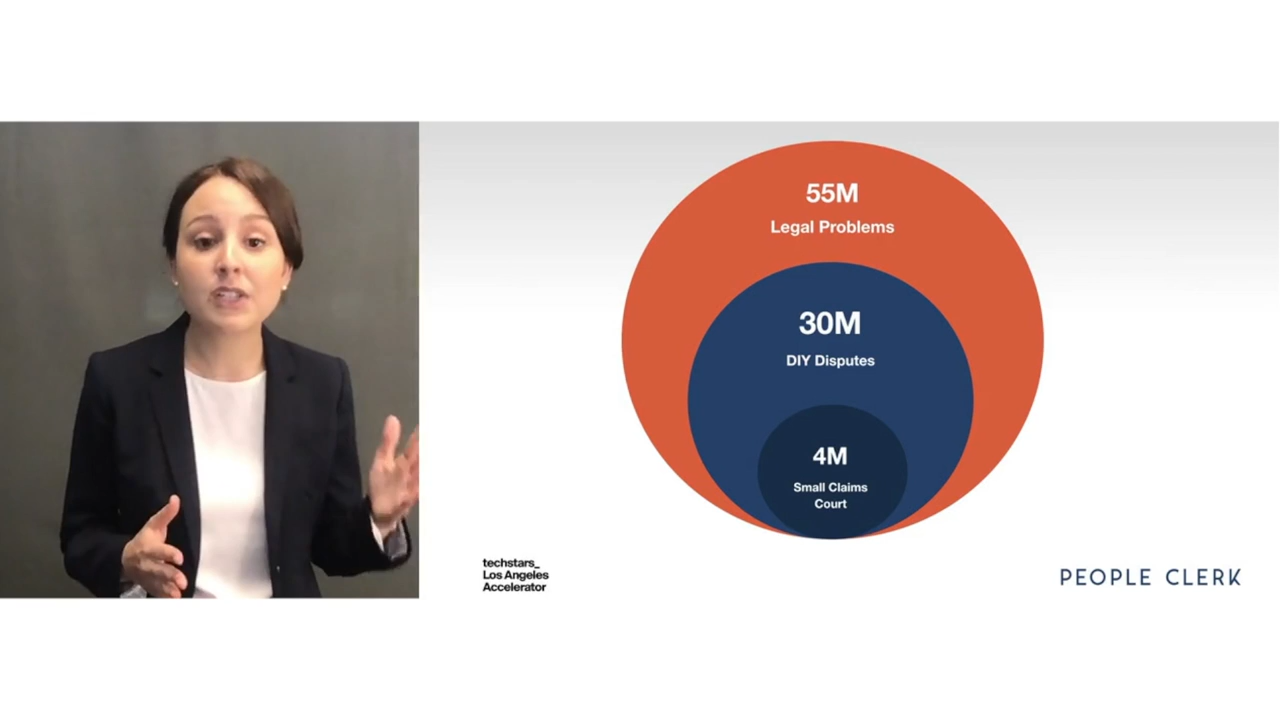 55M
Legal Problems
30M
DIY Disputes
4M
Small Claims
Court
techstars_
Los Angeles
Accelerator
PEOPLE CLERK